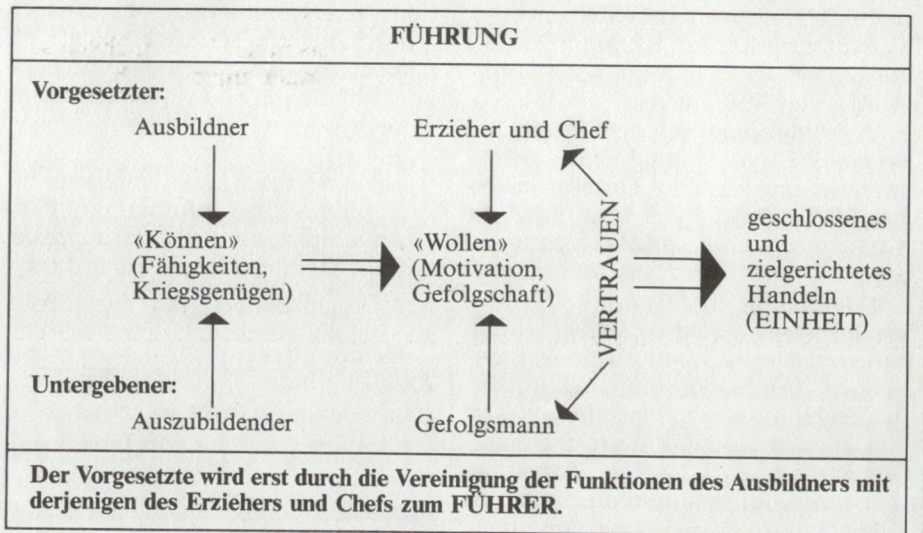 FÜHRUNG
Vorgesetzter:
Ausbildner
Erzieher und Chef
«Können»
(Fähigkeiten,
Kriegsgenügen)
«Wollen»
(Motivation,
Gefolgschaft)
VERTRAUEN
geschlossenes
und
zielgerichtetes
Handeln
(EINHEIT)
Untergebener:
Auszubildender
Gefolgsmann
Der Vorgesetzte wird erst durch die Vereinigung der Funktionen des Ausbildners mit
derjenigen des Erziehers und Chefs zum FÜHRER.